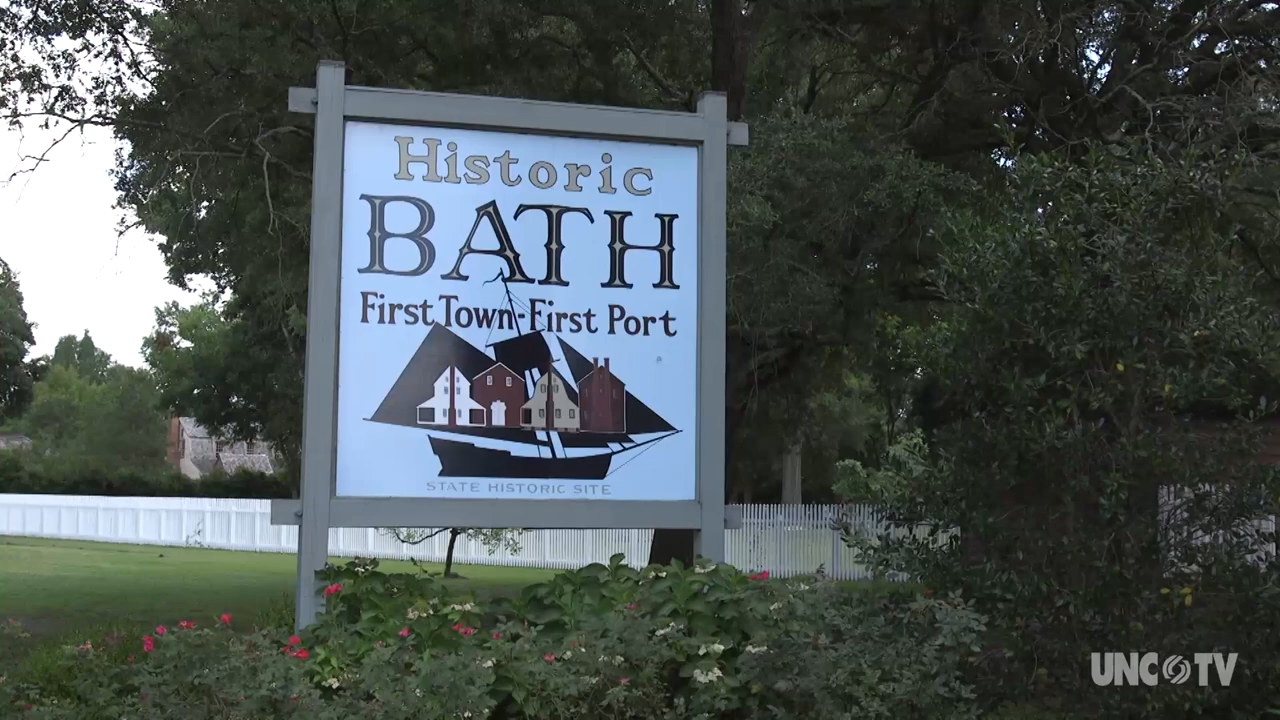 Historic
BATH
First Town-First Port
STATE HISTORIC SITE
UNC TV